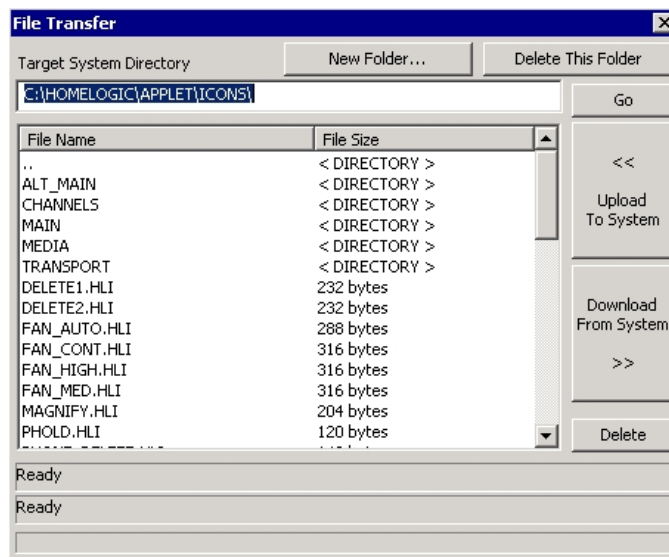 File Transfer
Target System Directory
New Folder...
Delete This Folder
C:\HOMELOGIC\APPLET\ICONS\
Go
File Name File Size
.. < DIRECTORY >
ALT_MAIN < DIRECTORY >
CHANNELS < DIRECTORY >
MAIN < DIRECTORY >
MEDIA < DIRECTORY >
TRANSPORT < DIRECTORY >
DELETE1.HLI 232 bytes
DELETE2.HLI 232 bytes
FAN_AUTO.HLI 288 bytes
FAN_CONT.HLI 316 bytes
FAN_HIGH.HLI 316 bytes
FAN_MED.HLI 316 bytes
MAGNIFY.HLI 204 bytes
PHOLD.HLI 120 bytes
<<
Upload
To System
Download
From System
>>
Delete
Ready
Ready